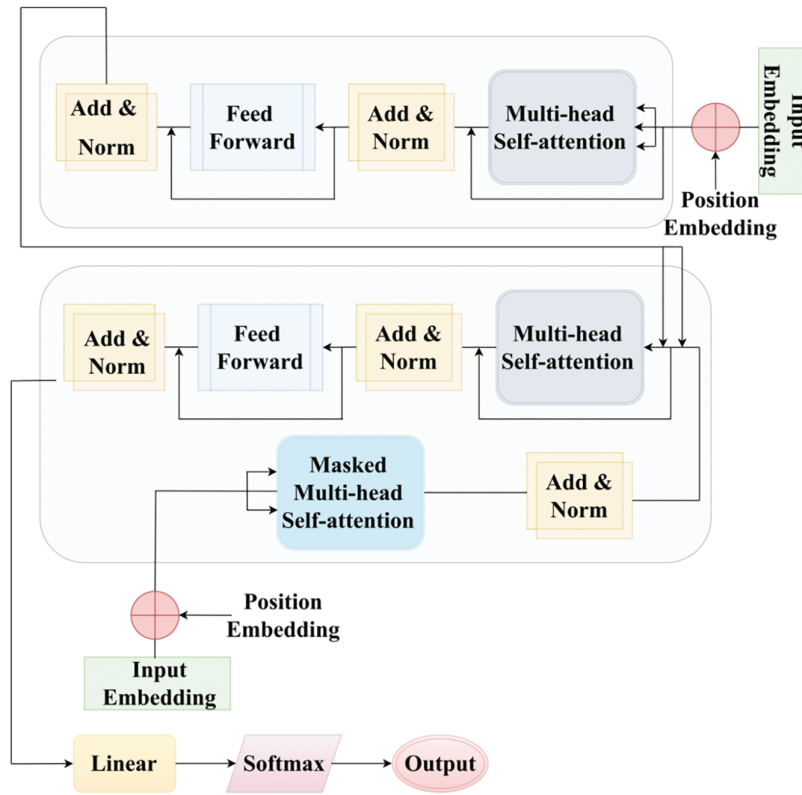 Add &
Norm
Feed
Forward
Add &
Norm
Multi-head
Self-attention
Input
Embedding
Position
Embedding
Add &
Norm
Feed
Forward
Add &
Norm
Multi-head
Self-attention
Masked
Multi-head
Self-attention
Add &
Norm
Position
Embedding
Input
Embedding
Linear
Softmax
Output